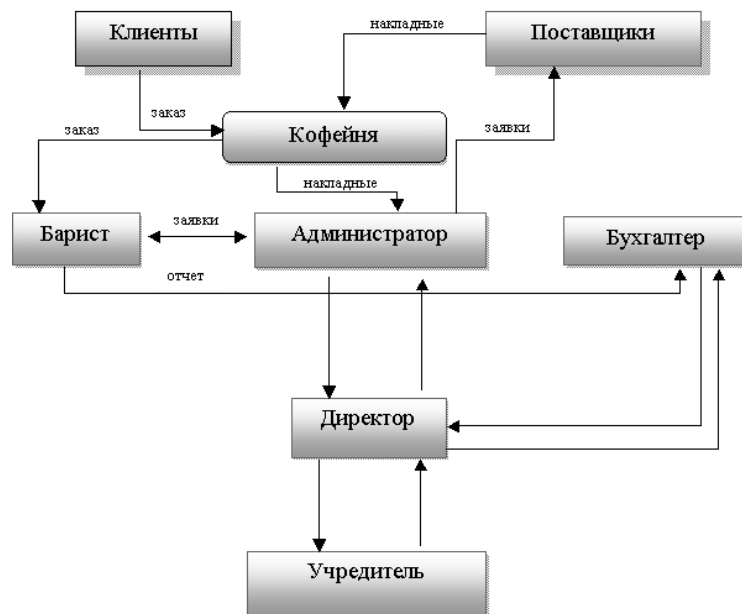 Клиенты
накладные
Поставщики
заказ
заказ
Кофейня
заявки
накладные
Барист
заявки
Администратор
Бухгалтер
отчет
Директор
Учредитель